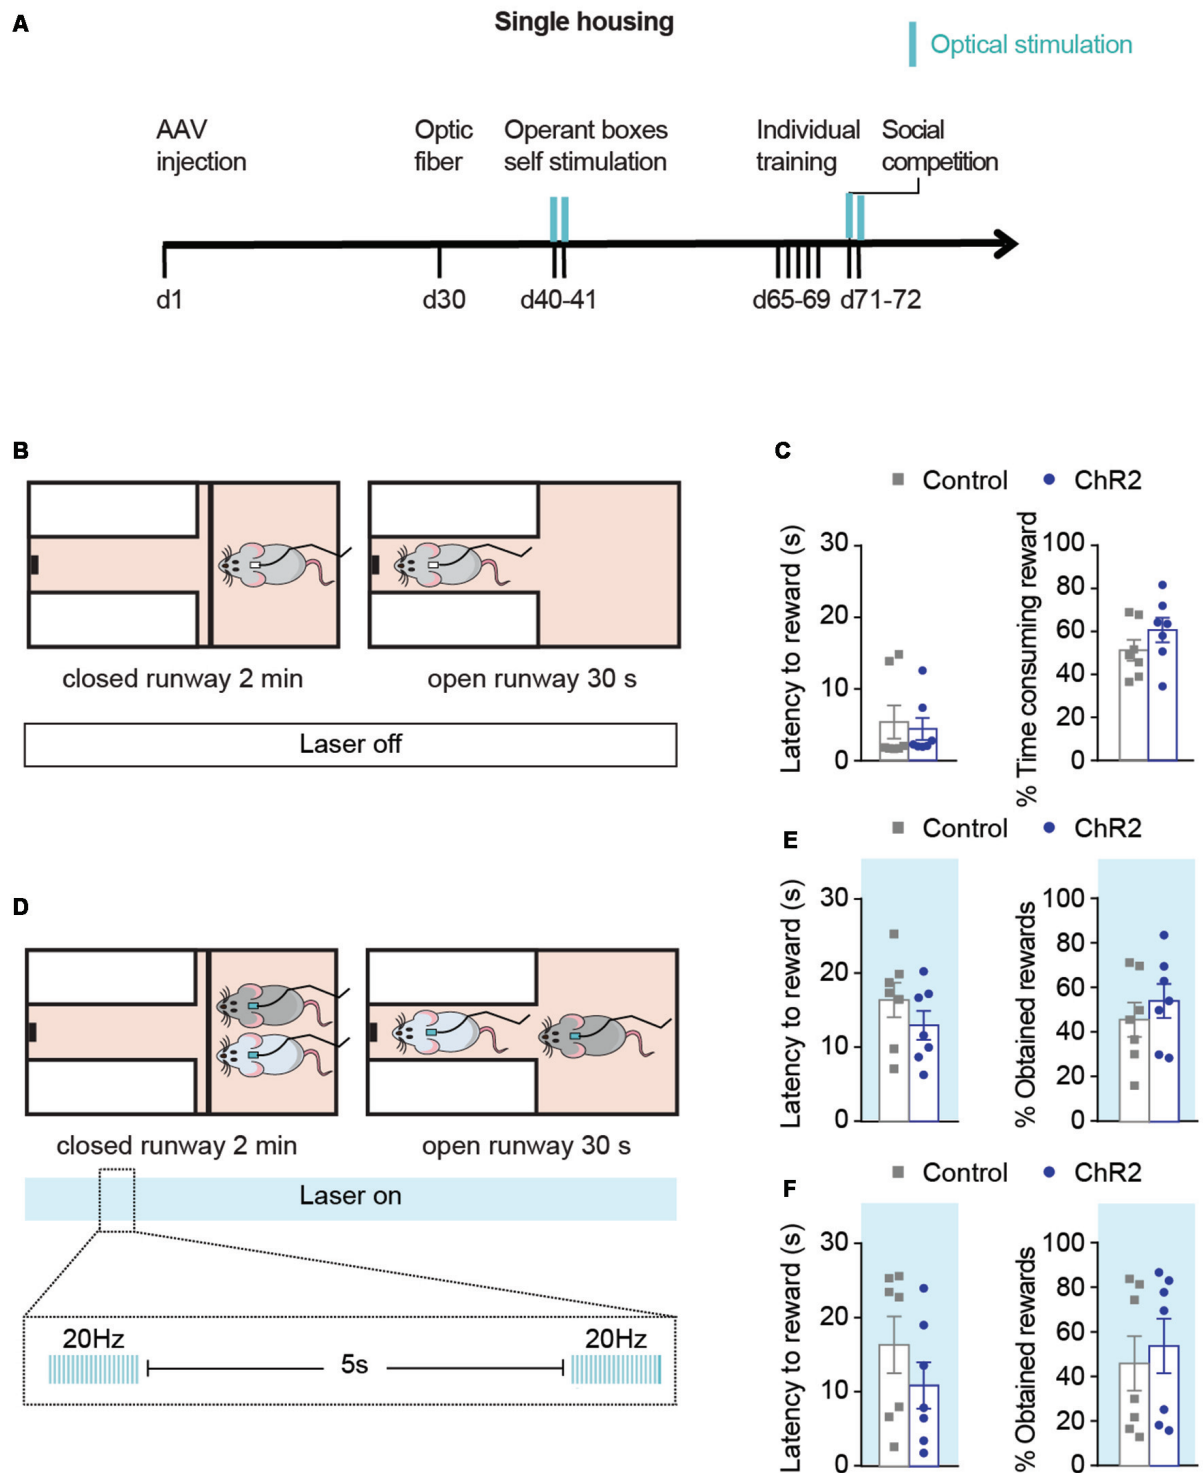 A
Single housing
Optical stimulation
AAV
injection
Optic
fiber
Operant boxes
self stimulation
Individual
training
Social
competition
d1
d30
d40-41
d65-69
d71-72
B
closed runway 2 min
open runway 30 s
Laser off
C
Control
ChR2
Latency to reward (s)
30
20
10
0
% Time consuming reward
100
80
60
40
20
0
D
closed runway 2 min
open runway 30 s
Laser on
20Hz
5s
20Hz
E
Control
ChR2
Latency to reward (s)
30
20
10
0
% Obtained rewards
100
80
60
40
20
0
F
Control
ChR2
Latency to reward (s)
30
20
10
0
% Obtained rewards
100
80
60
40
20
0